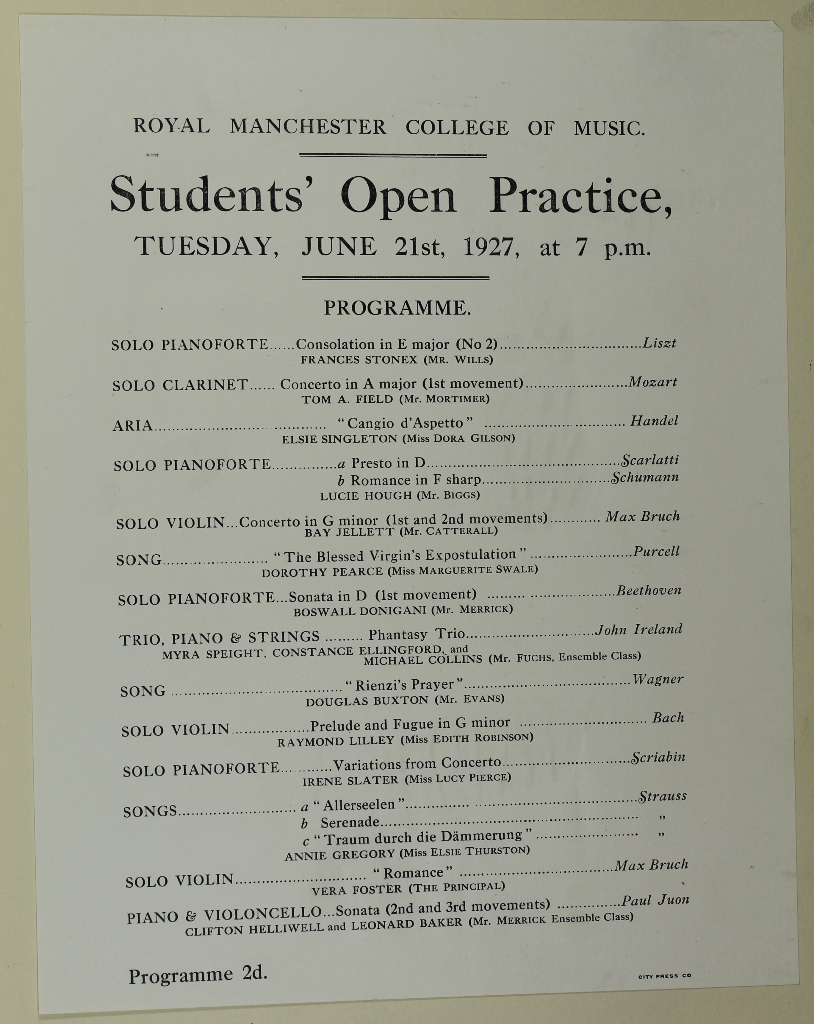 ROYAL MANCHESTER COLLEGE OF MUSIC.
Students' Open Practice,
TUESDAY, JUNE 21st, 1927, at 7 p.m.
PROGRAMME.
SOLO PIANOFORTE......Consolation in E major (No 2)................................Liszt
FRANCES STONEX (MR. WILLS)
SOLO CLARINET...... Concerto in A major (1st movement)........................Mozart
TOM A. FIELD (Mr. MORTIMER)
ARIA........................................ "Cangio d'Aspetto" ................................. Handel
ELSIE SINGLETON (Miss DORA GILSON)
SOLO PIANOFORTE...............a Presto in D.............................................Scarlatti
b Romance in F sharp..............................Schumann
LUCIE HOUGH (Mr. BIGGS)
SOLO VIOLIN...Concerto in G minor (1st and 2nd movements)............ Max Bruch
BAY JELLETT (Mr. CATTERALL)
SONG......................... "The Blessed Virgin's Expostulation" ........................Purcell
DOROTHY PEARCE (Miss MARGUERITE SWALE)
SOLO PIANOFORTE...Sonata in D (1st movement) ......... .......................Beethoven
BOSWALL DONIGANI (Mr. MERRICK)
TRIO, PIANO & STRINGS ......... Phantasy Trio..............................John Ireland
MYRA SPEIGHT, CONSTANCE ELLINGFORD, and
MICHAEL COLLINS (Mr. FUCHS, Ensemble Class)
SONG ........................................"Rienzi's Prayer".......................................Wagner
DOUGLAS BUXTON (Mr. EVANS)
SOLO VIOLIN..................Prelude and Fugue in G minor .............................. Bach
RAYMOND LILLEY (Miss EDITH ROBINSON)
SOLO PIANOFORTE............Variations from Concerto..............................Scriabin
IRENE SLATER (Miss LUCY PIERCE)
SONGS............................ a "Allerseelen".......................................................Strauss
b Serenade............................................................ "
c "Traum durch die Dämmerung" ........................ "
ANNIE GREGORY (Miss ELSIE THURSTON)
SOLO VIOLIN............................... "Romance" ....................................Max Bruch
VERA FOSTER (THE PRINCIPAL)
PIANO & VIOLONCELLO...Sonata (2nd and 3rd movements) ...............Paul Juon
CLIFTON HELLIWELL and LEONARD BAKER (Mr. MERRICK Ensemble Class)
Programme 2d.
CITY PRESS CO